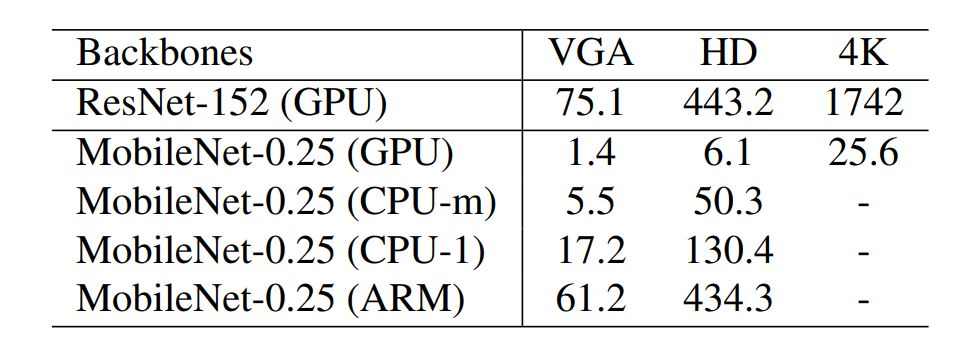 Backbones VGA HD 4K
ResNet-152 (GPU) 75.1 443.2 1742
MobileNet-0.25 (GPU) 1.4 6.1 25.6
MobileNet-0.25 (CPU-m) 5.5 50.3 -
MobileNet-0.25 (CPU-1) 17.2 130.4 -
MobileNet-0.25 (ARM) 61.2 434.3 -